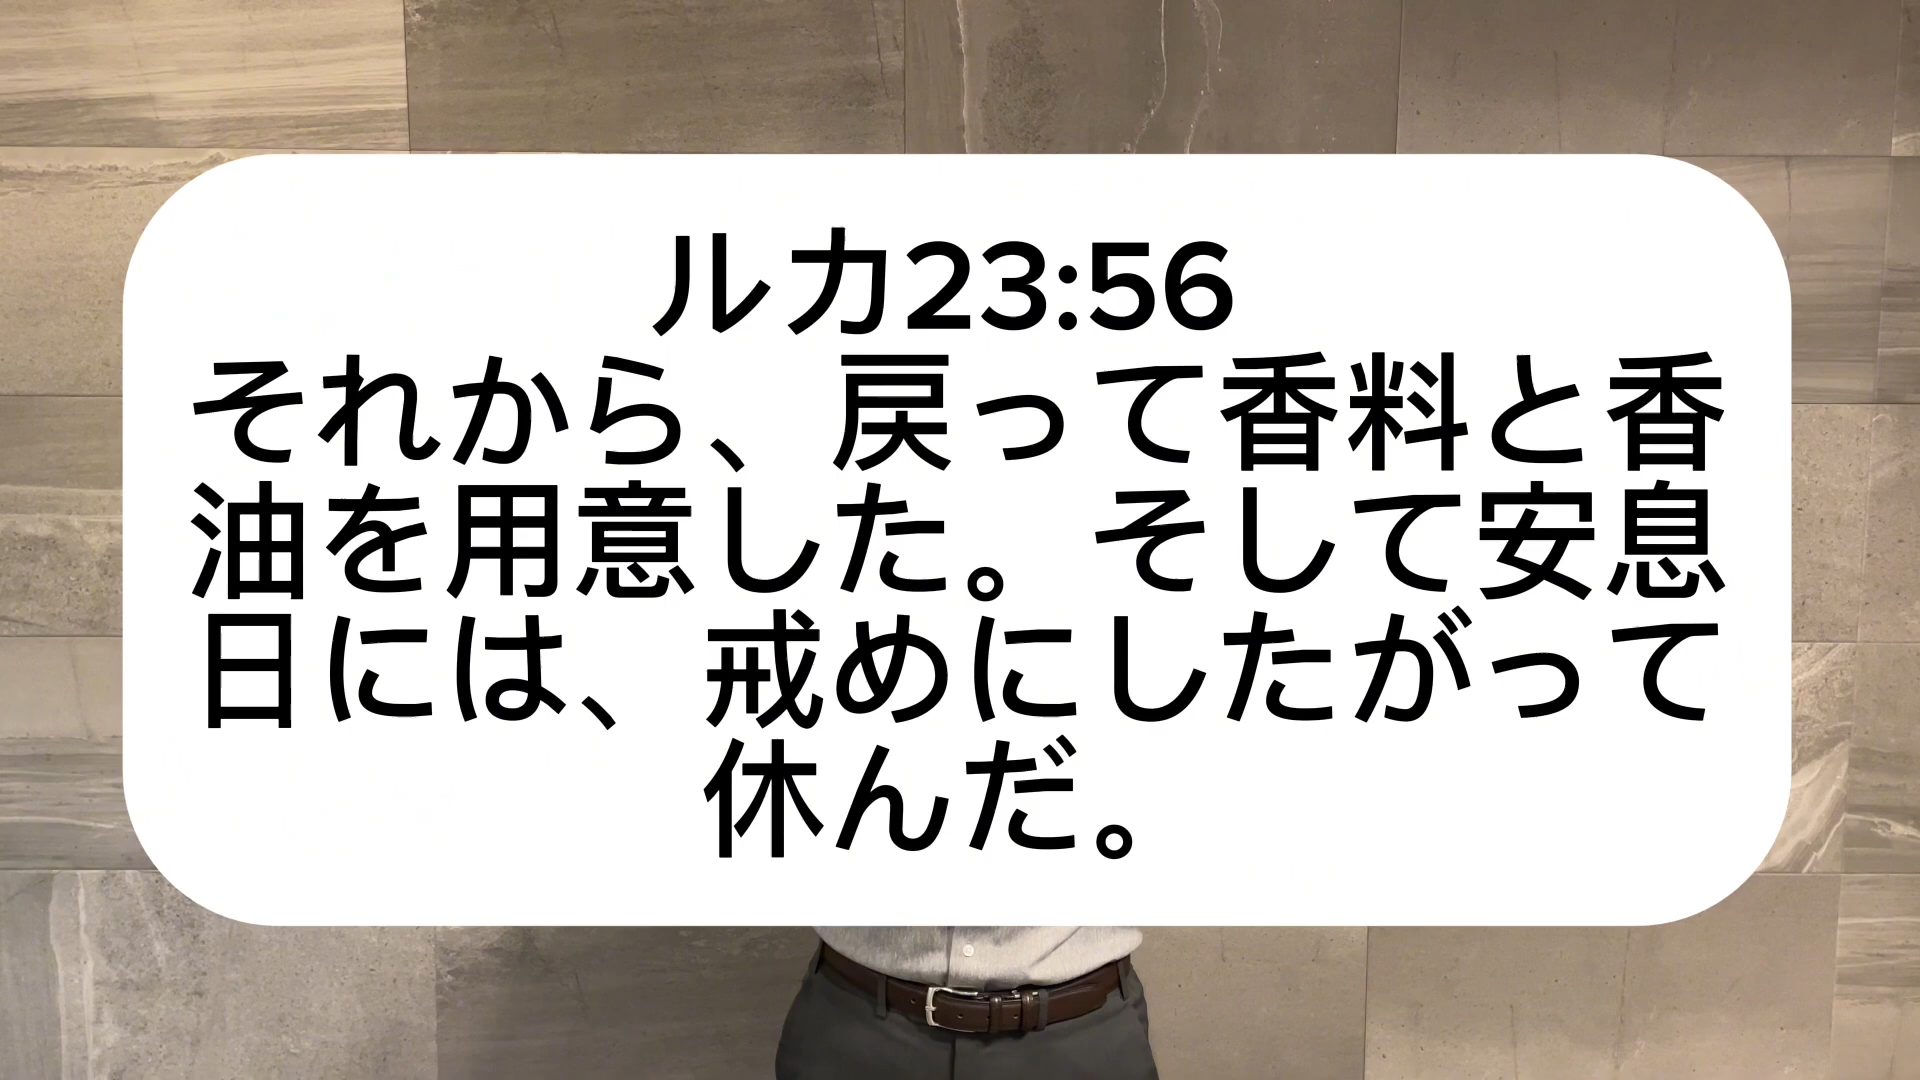 ルカ23:56
それから、戻って香料と香
油を用意した。そして安息
日には、戒めにしたがって
休んだ。